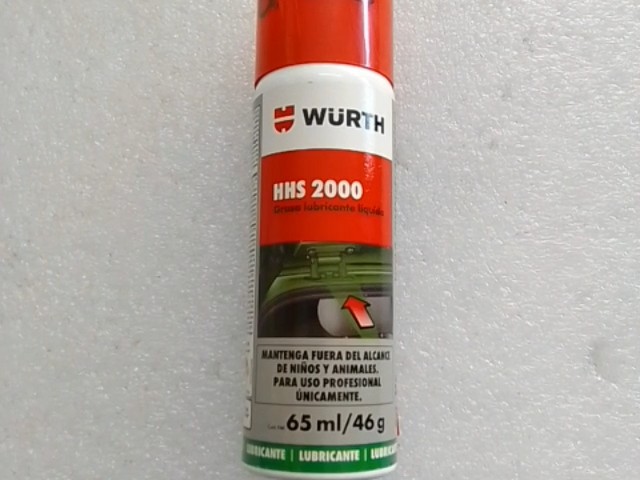 WÜRTH
HHS 2000
Grasa lubricante líquida
MANTENGA FUERA DEL ALCANCE
DE NIÑOS Y ANIMALES.
PARA USO PROFESIONAL
ÚNICAMENTE.
65 ml/46 g
LUBRICANTE | LUBRICANTE | LUBRIC